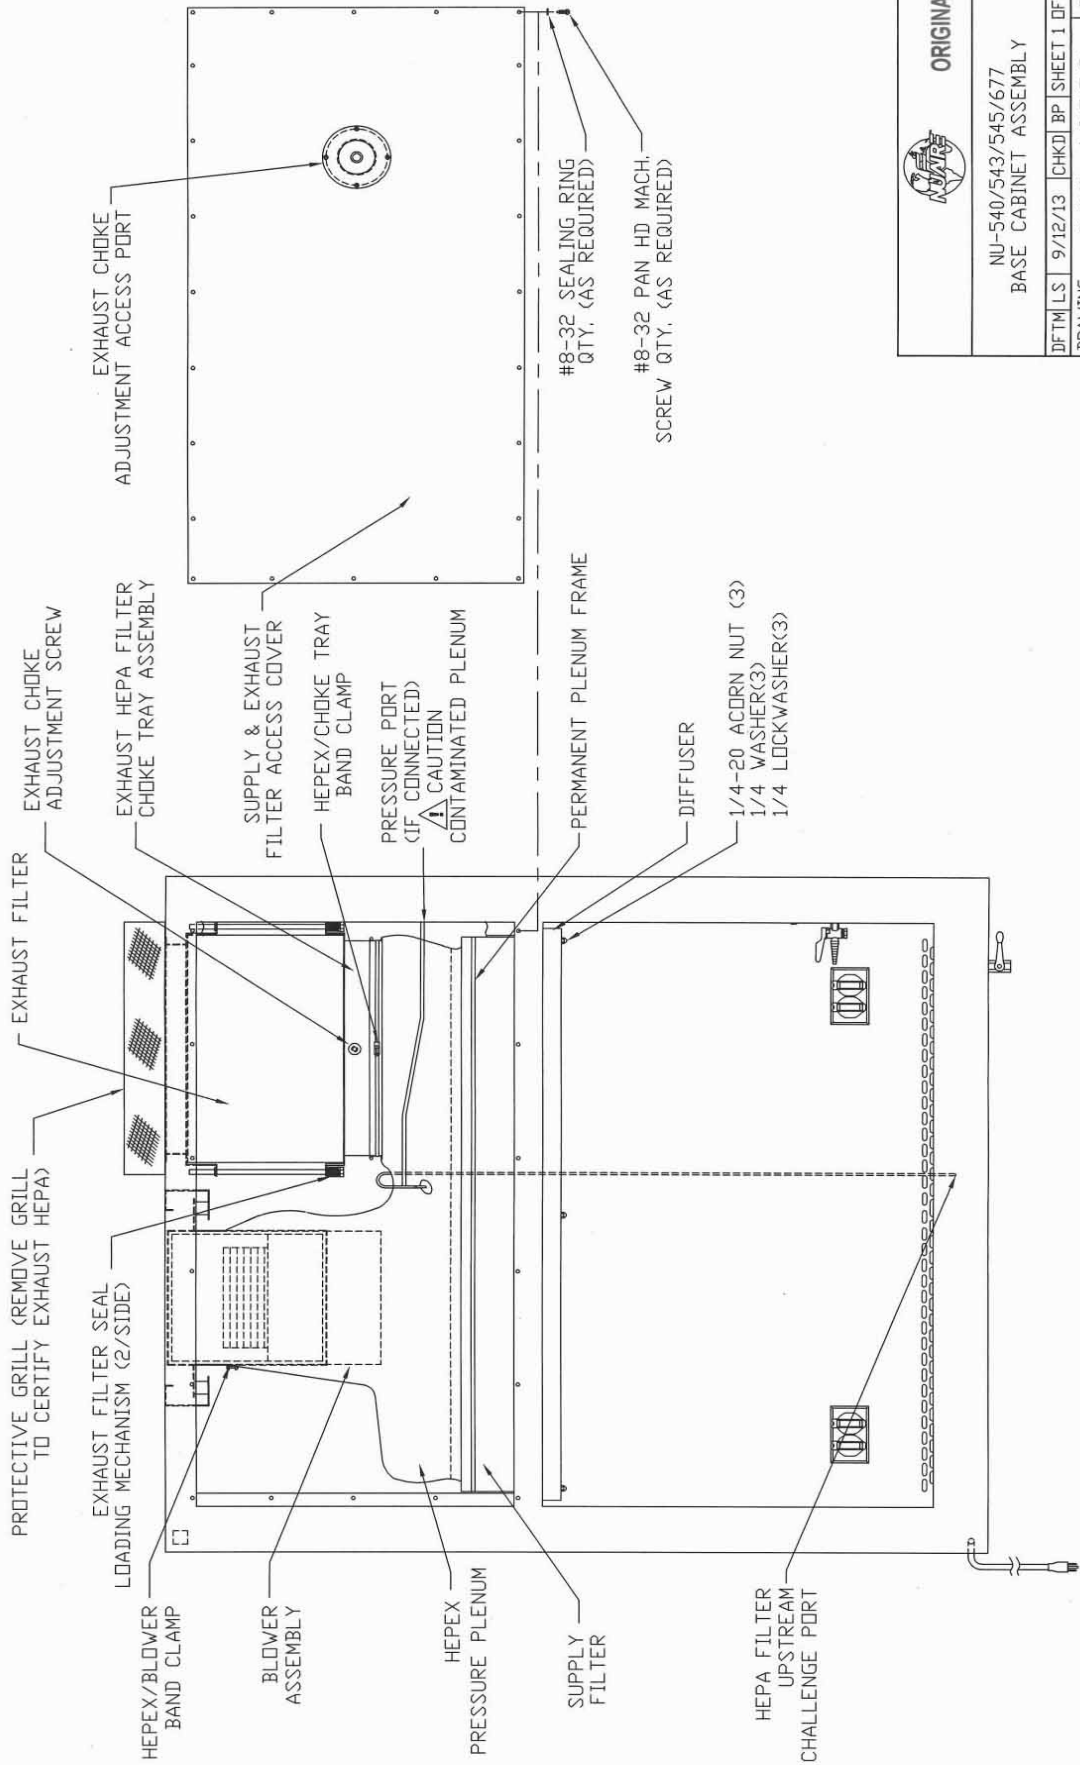 PROTECTIVE GRILL (REMOVE GRILL
TO CERTIFY EXHAUST HEPA)
EXHAUST FILTER
EXHAUST CHOKE
ADJUSTMENT SCREW
EXHAUST FILTER SEAL
LOADING MECHANISM (2/SIDE)
EXHAUST HEPA FILTER
CHOKE TRAY ASSEMBLY
EXHAUST CHOKE
ADJUSTMENT ACCESS PORT
HEPEX/BLOWER
BAND CLAMP
SUPPLY & EXHAUST
FILTER ACCESS COVER
BLOWER
ASSEMBLY
HEPEX/CHOKE TRAY
BAND CLAMP
PRESSURE PORT
(IF CONNECTED)
! CAUTION
CONTAMINATED PLENUM
HEPEX
PRESSURE PLENUM
SUPPLY
FILTER
PERMANENT PLENUM FRAME
#8-32 SEALING RING
QTY. (AS REQUIRED)
#8-32 PAN HD MACH.
SCREW QTY. (AS REQUIRED)
DIFFUSER
1/4-20 ACORN NUT (3)
1/4 WASHER(3)
1/4 LOCKWASHER(3)
HEPA FILTER
UPSTREAM
CHALLENGE PORT
NUAIRE
ORIGINA
NU-540/543/545/677
BASE CABINET ASSEMBLY
DFTM LS 9/12/13 CHKD BP SHEET 1 OF